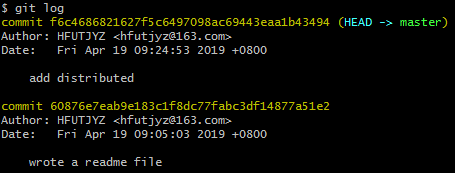 $ git log
commit f6c4686821627f5c6497098ac69443eaa1b43494 (HEAD -> master)
Author: HFUTJYZ <hfutjyz@163.com>
Date:   Fri Apr 19 09:24:53 2019 +0800
    add distributed
commit 60876e7eab9e183c1f8dc77fabc3df14877a51e2
Author: HFUTJYZ <hfutjyz@163.com>
Date:   Fri Apr 19 09:05:03 2019 +0800
    wrote a readme file